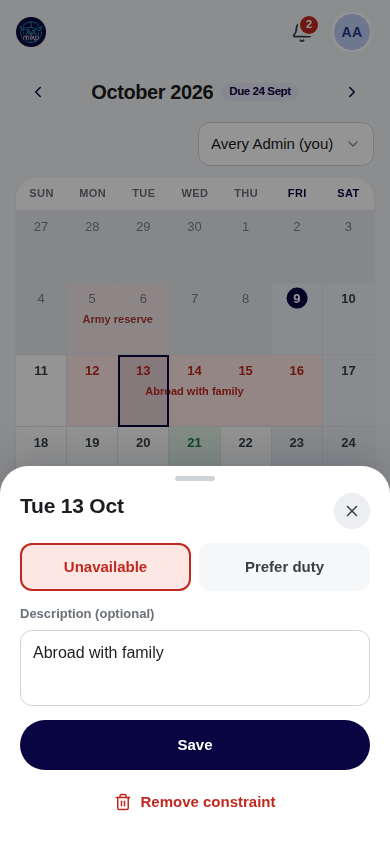 miko
2
AA
October 2026
Due 24 Sept
Avery Admin (you)
SUN MON TUE WED THU FRI SAT
27 28 29 30 1 2 3
4 5 6 7 8 9 10
Army reserve
11 12 13 14 15 16 17
Abroad with family
18 19 20 21 22 23 24
Tue 13 Oct
Unavailable
Prefer duty
Description (optional)
Abroad with family
Save
Remove constraint